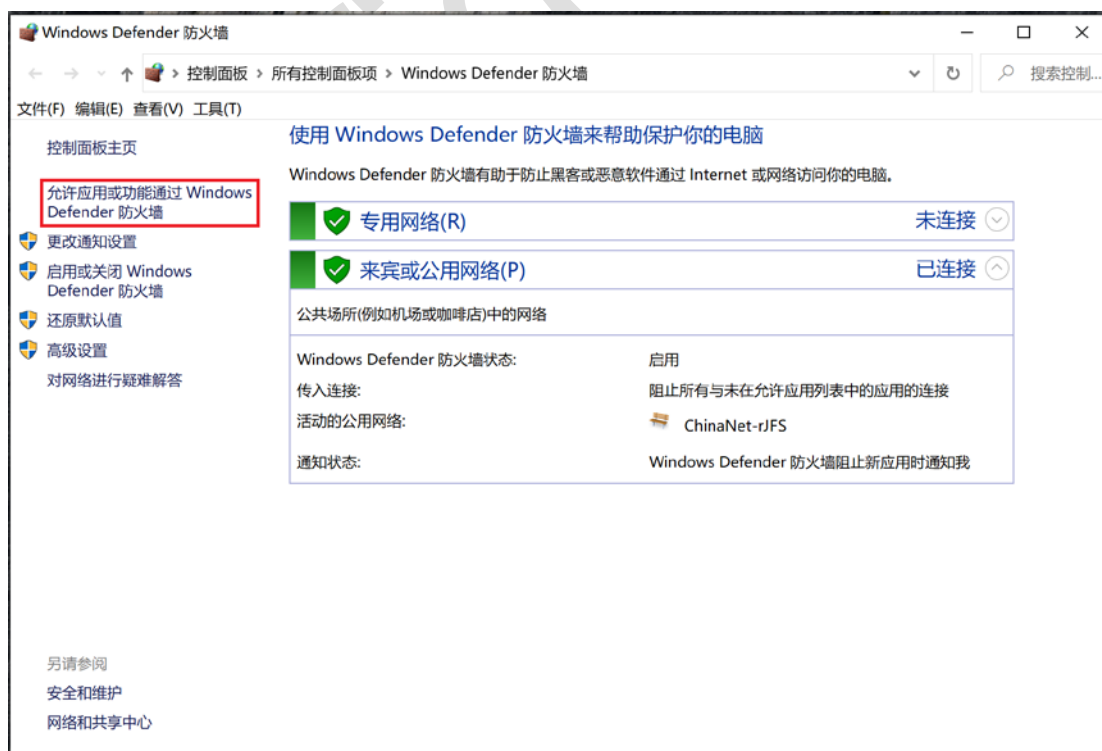 Windows Defender 防火墙
控制面板 > 所有控制面板项 > Windows Defender 防火墙
搜索控制...
文件(F) 编辑(E) 查看(V) 工具(T)
控制面板主页
允许应用或功能通过 Windows
Defender 防火墙
更改通知设置
启用或关闭 Windows
Defender 防火墙
还原默认值
高级设置
对网络进行疑难解答
使用 Windows Defender 防火墙来帮助保护你的电脑
Windows Defender 防火墙有助于防止黑客或恶意软件通过 Internet 或网络访问你的电脑。
专用网络(R) 未连接
来宾或公用网络(P) 已连接
公共场所(例如机场或咖啡店)中的网络
Windows Defender 防火墙状态: 启用
传入连接: 阻止所有与未在允许应用列表中的应用的连接
活动的公用网络: ChinaNet-rJFS
通知状态: Windows Defender 防火墙阻止新应用时通知我
另请参阅
安全和维护
网络和共享中心